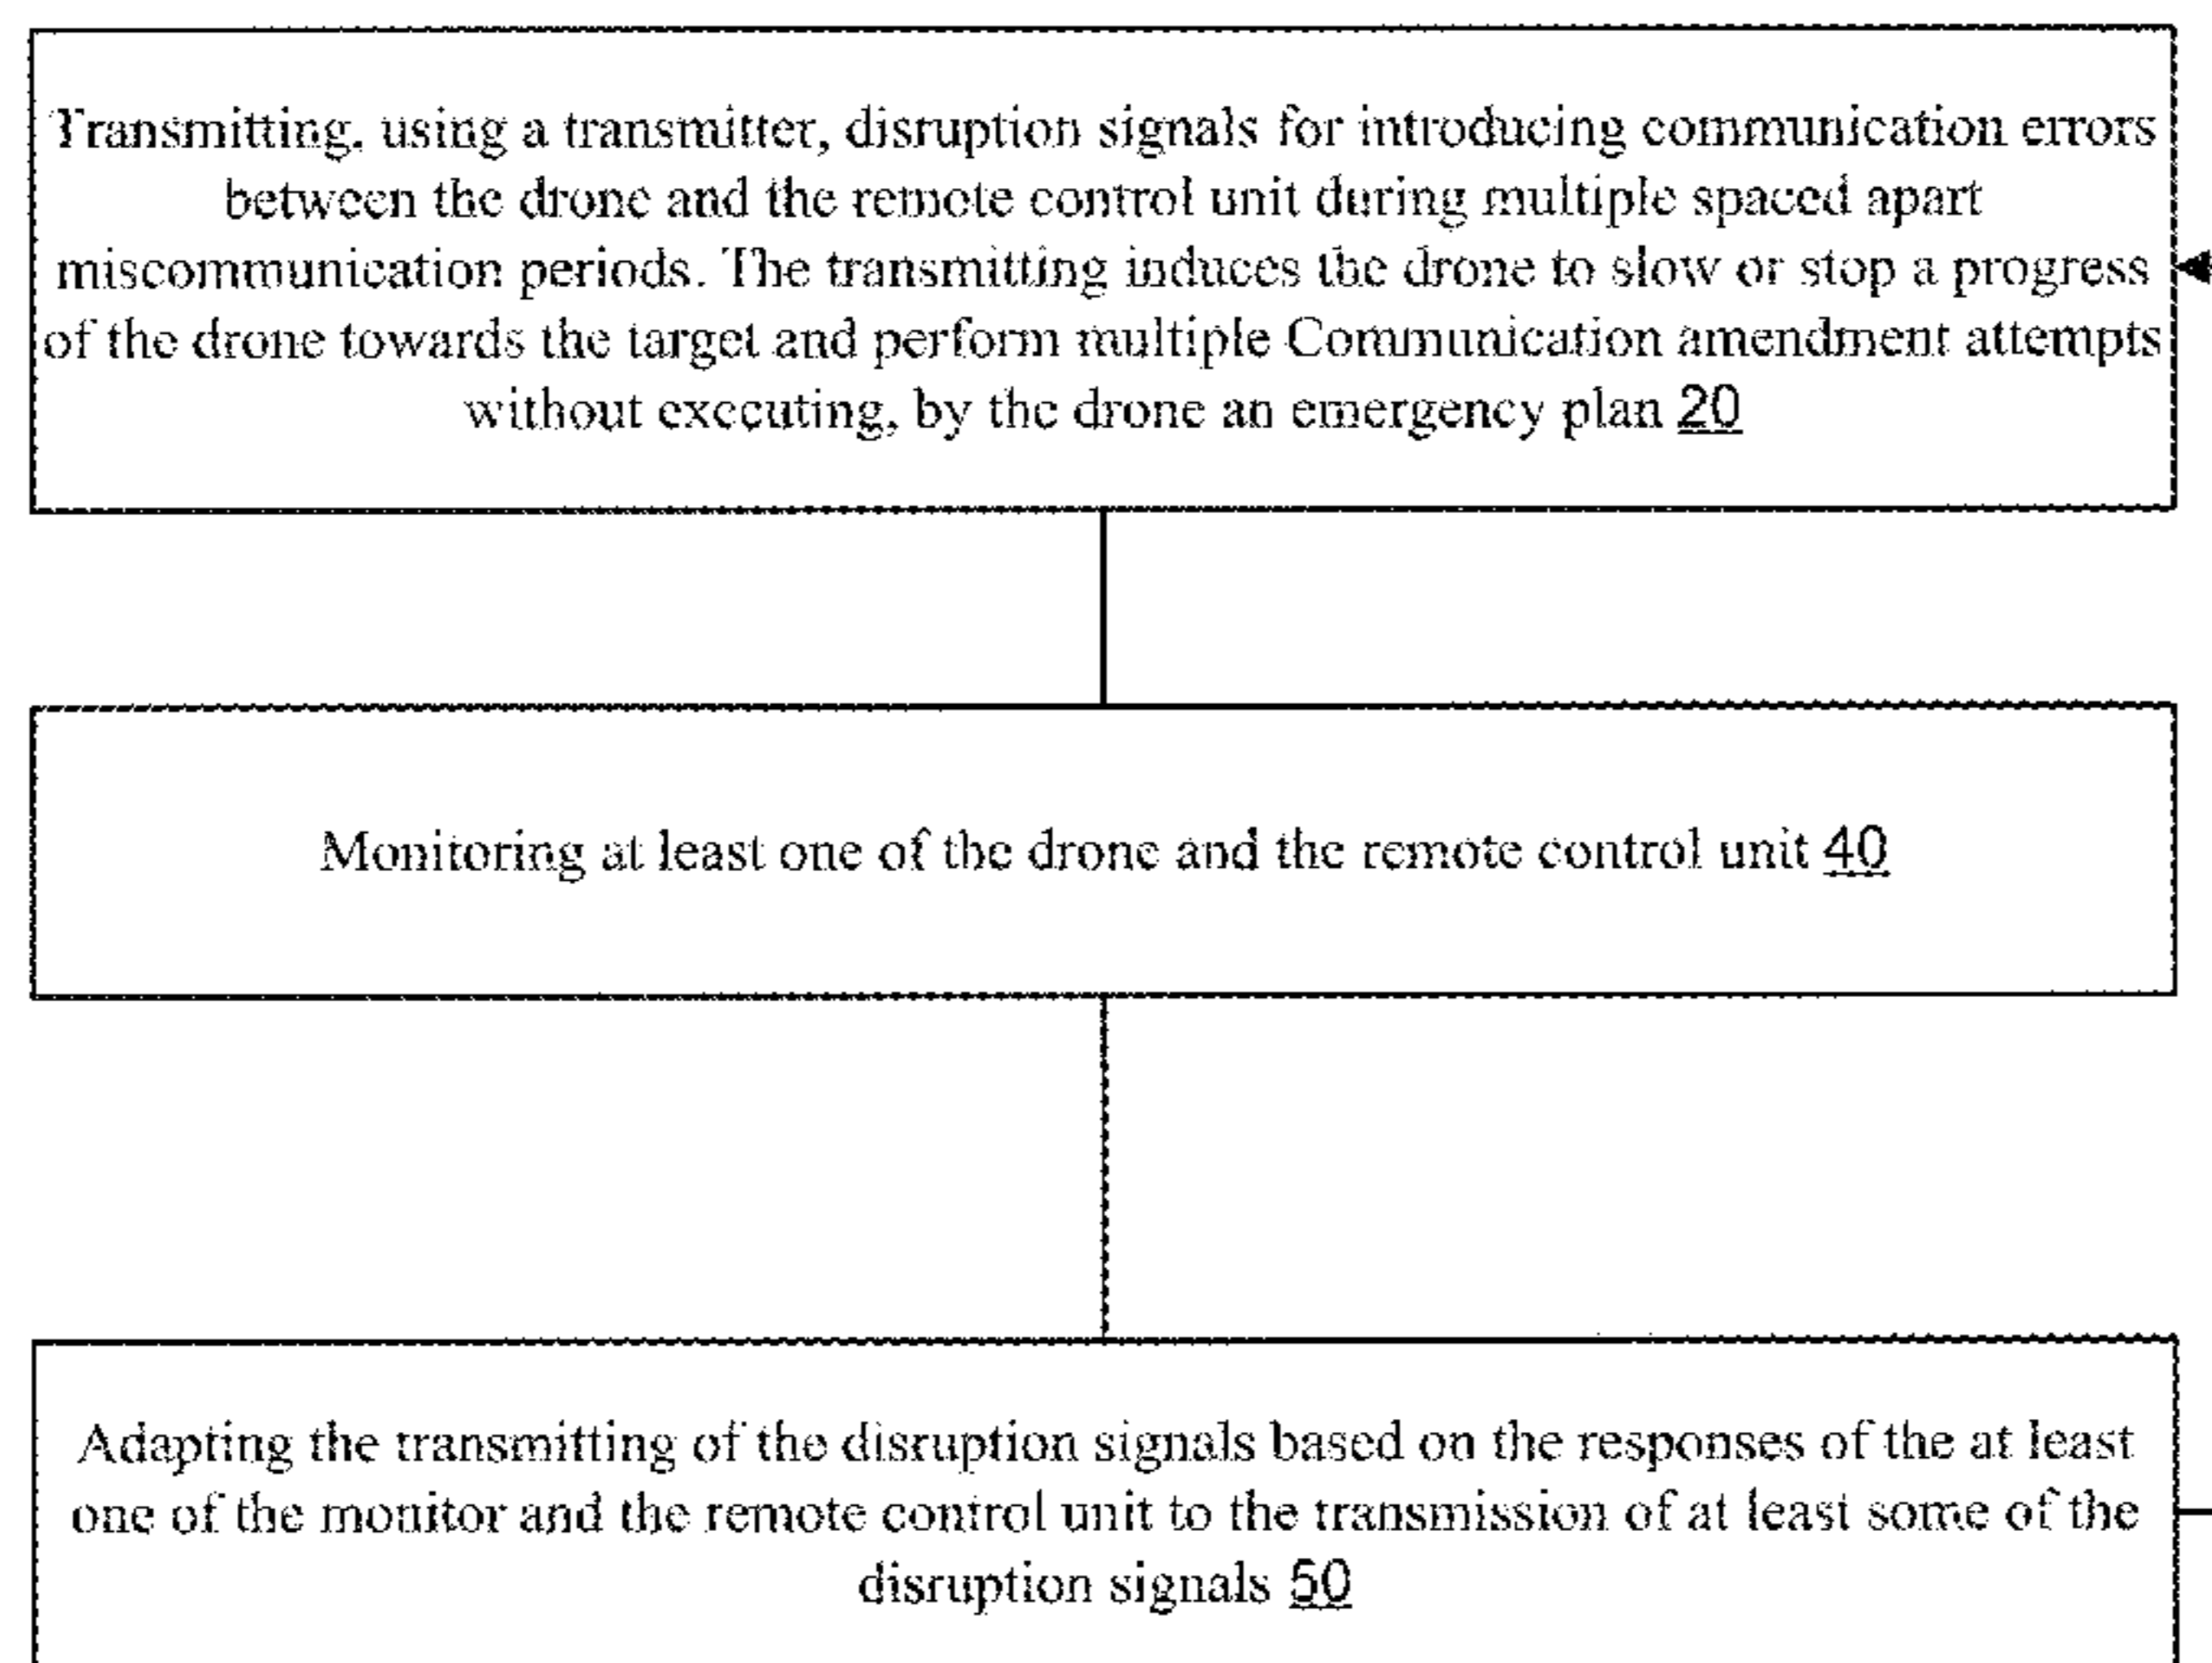 Transmitting, using a transmitter, disruption signals for introducing communication errors
between the drone and the remote control unit during multiple spaced apart
miscommunication periods. The transmitting induces the drone to slow or stop a progress
of the drone towards the target and perform multiple Communication amendment attempts
without executing, by the drone an emergency plan 20
Monitoring at least one of the drone and the remote control unit 40
Adapting the transmitting of the disruption signals based on the responses of the at least
one of the monitor and the remote control unit to the transmission of at least some of the
disruption signals 50